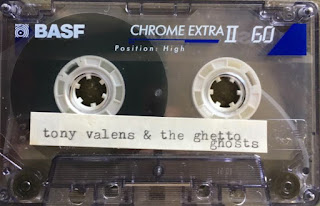 BASF CHROME EXTRA II 60
Position: High
tony valens & the ghetto
ghosts